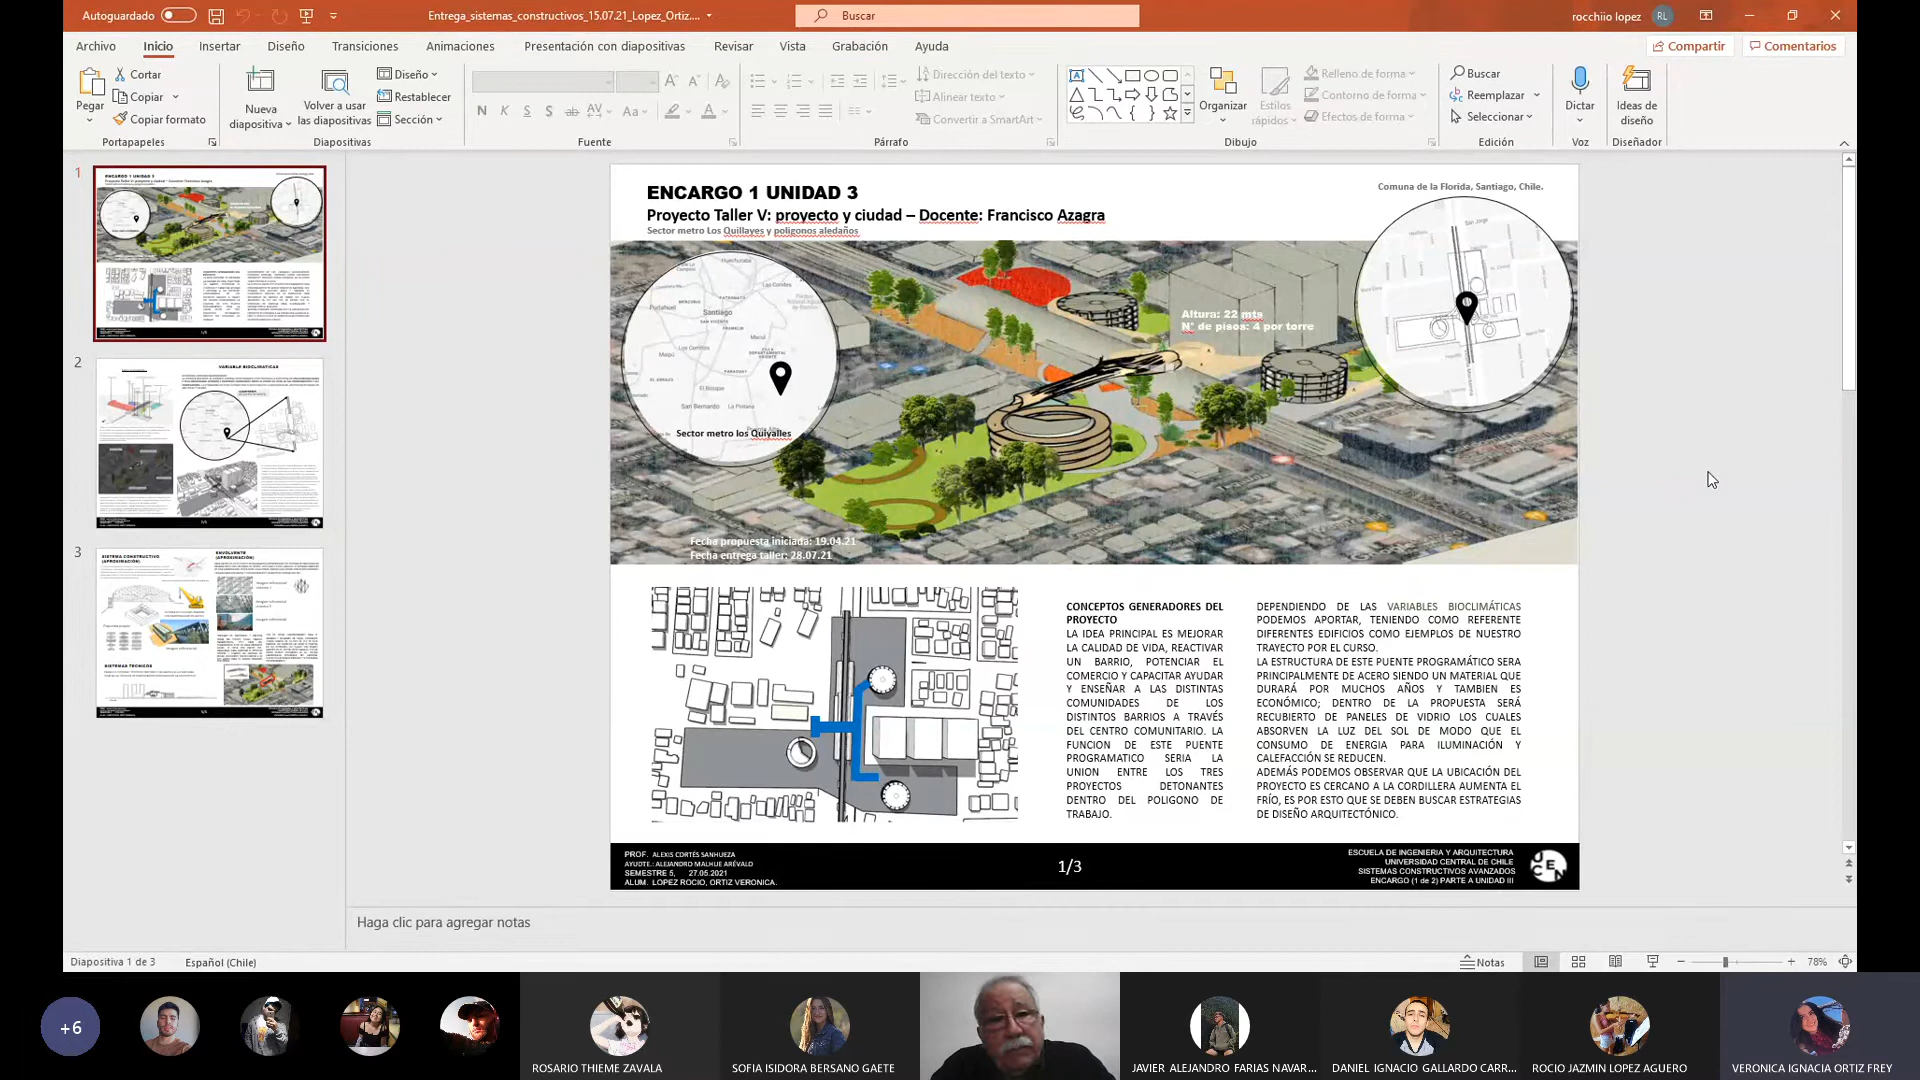 Autoguardado
Entrega_sistemas_constructivos_15.07.21_Lopez_Ortiz....
Buscar
rocchiio lopez
RL
Archivo
Inicio
Insertar
Diseño
Transiciones
Animaciones
Presentación con diapositivas
Revisar
Vista
Grabación
Ayuda
Compartir
Comentarios
Pegar
Cortar
Copiar
Copiar formato
Portapapeles
Nueva diapositiva
Volver a usar las diapositivas
Diseño
Restablecer
Sección
Diapositivas
Fuente
Dirección del texto
Alinear texto
Convertir a SmartArt
Párrafo
Organizar
Estilos rápidos
Relleno de forma
Contorno de forma
Efectos de forma
Dibujo
Buscar
Reemplazar
Seleccionar
Edición
Dictar
Voz
Ideas de diseño
Diseñador
1
2
3
ENCARGO 1 UNIDAD 3
Proyecto Taller V: proyecto y ciudad – Docente: Francisco Azagra
Sector metro Los Quillayes y poligonos aledaños
Comuna de la Florida, Santiago, Chile.
Altura: 22 mts
N° de pisos: 4 por torre
Sector metro los Quiyalles
Fecha propuesta iniciada: 19.04.21
Fecha entrega taller: 28.07.21
CONCEPTOS GENERADORES DEL
PROYECTO
LA IDEA PRINCIPAL ES MEJORAR
LA CALIDAD DE VIDA, REACTIVAR
UN BARRIO, POTENCIAR EL
COMERCIO Y CAPACITAR AYUDAR
Y ENSEÑAR A LAS DISTINTAS
COMUNIDADES DE LOS
DISTINTOS BARRIOS A TRAVÉS
DEL CENTRO COMUNITARIO. LA
FUNCION DE ESTE PUENTE
PROGRAMATICO SERIA LA
UNION ENTRE LOS TRES
PROYECTOS DETONANTES
DENTRO DEL POLIGONO DE
TRABAJO.
DEPENDIENDO DE LAS VARIABLES BIOCLIMÁTICAS
PODEMOS APORTAR, TENIENDO COMO REFERENTE
DIFERENTES EDIFICIOS COMO EJEMPLOS DE NUESTRO
TRAYECTO POR EL CURSO.
LA ESTRUCTURA DE ESTE PUENTE PROGRAMÁTICO SERA
PRINCIPALMENTE DE ACERO SIENDO UN MATERIAL QUE
DURARÁ POR MUCHOS AÑOS Y TAMBIEN ES
ECONÓMICO; DENTRO DE LA PROPUESTA SERÁ
RECUBIERTO DE PANELES DE VIDRIO LOS CUALES
ABSORVEN LA LUZ DEL SOL DE MODO QUE EL
CONSUMO DE ENERGIA PARA ILUMINACIÓN Y
CALEFACCIÓN SE REDUCEN.
ADEMÁS PODEMOS OBSERVAR QUE LA UBICACIÓN DEL
PROYECTO ES CERCANO A LA CORDILLERA AUMENTA EL
FRÍO, ES POR ESTO QUE SE DEBEN BUSCAR ESTRATEGIAS
DE DISEÑO ARQUITECTÓNICO.
PROF. ALEXIS CORTÉS SANHUEZA
AYUDTE.: ALEJANDRO MALHUE ARÉVALO
SEMESTRE 5, 27.05.2021
ALUM. LOPEZ ROCIO, ORTIZ VERONICA.
1/3
ESCUELA DE INGENIERIA Y ARQUITECTURA
UNIVERSIDAD CENTRAL DE CHILE
SISTEMAS CONSTRUCTIVOS AVANZADOS
ENCARGO (1 de 2) PARTE A UNIDAD III
Haga clic para agregar notas
Diapositiva 1 de 3
Español (Chile)
Notas
78%
+6
ROSARIO THIEME ZAVALA
SOFIA ISIDORA BERSANO GAETE
JAVIER ALEJANDRO FARIAS NAVAR...
DANIEL IGNACIO GALLARDO CARR...
ROCIO JAZMIN LOPEZ AGUERO
VERONICA IGNACIA ORTIZ FREY